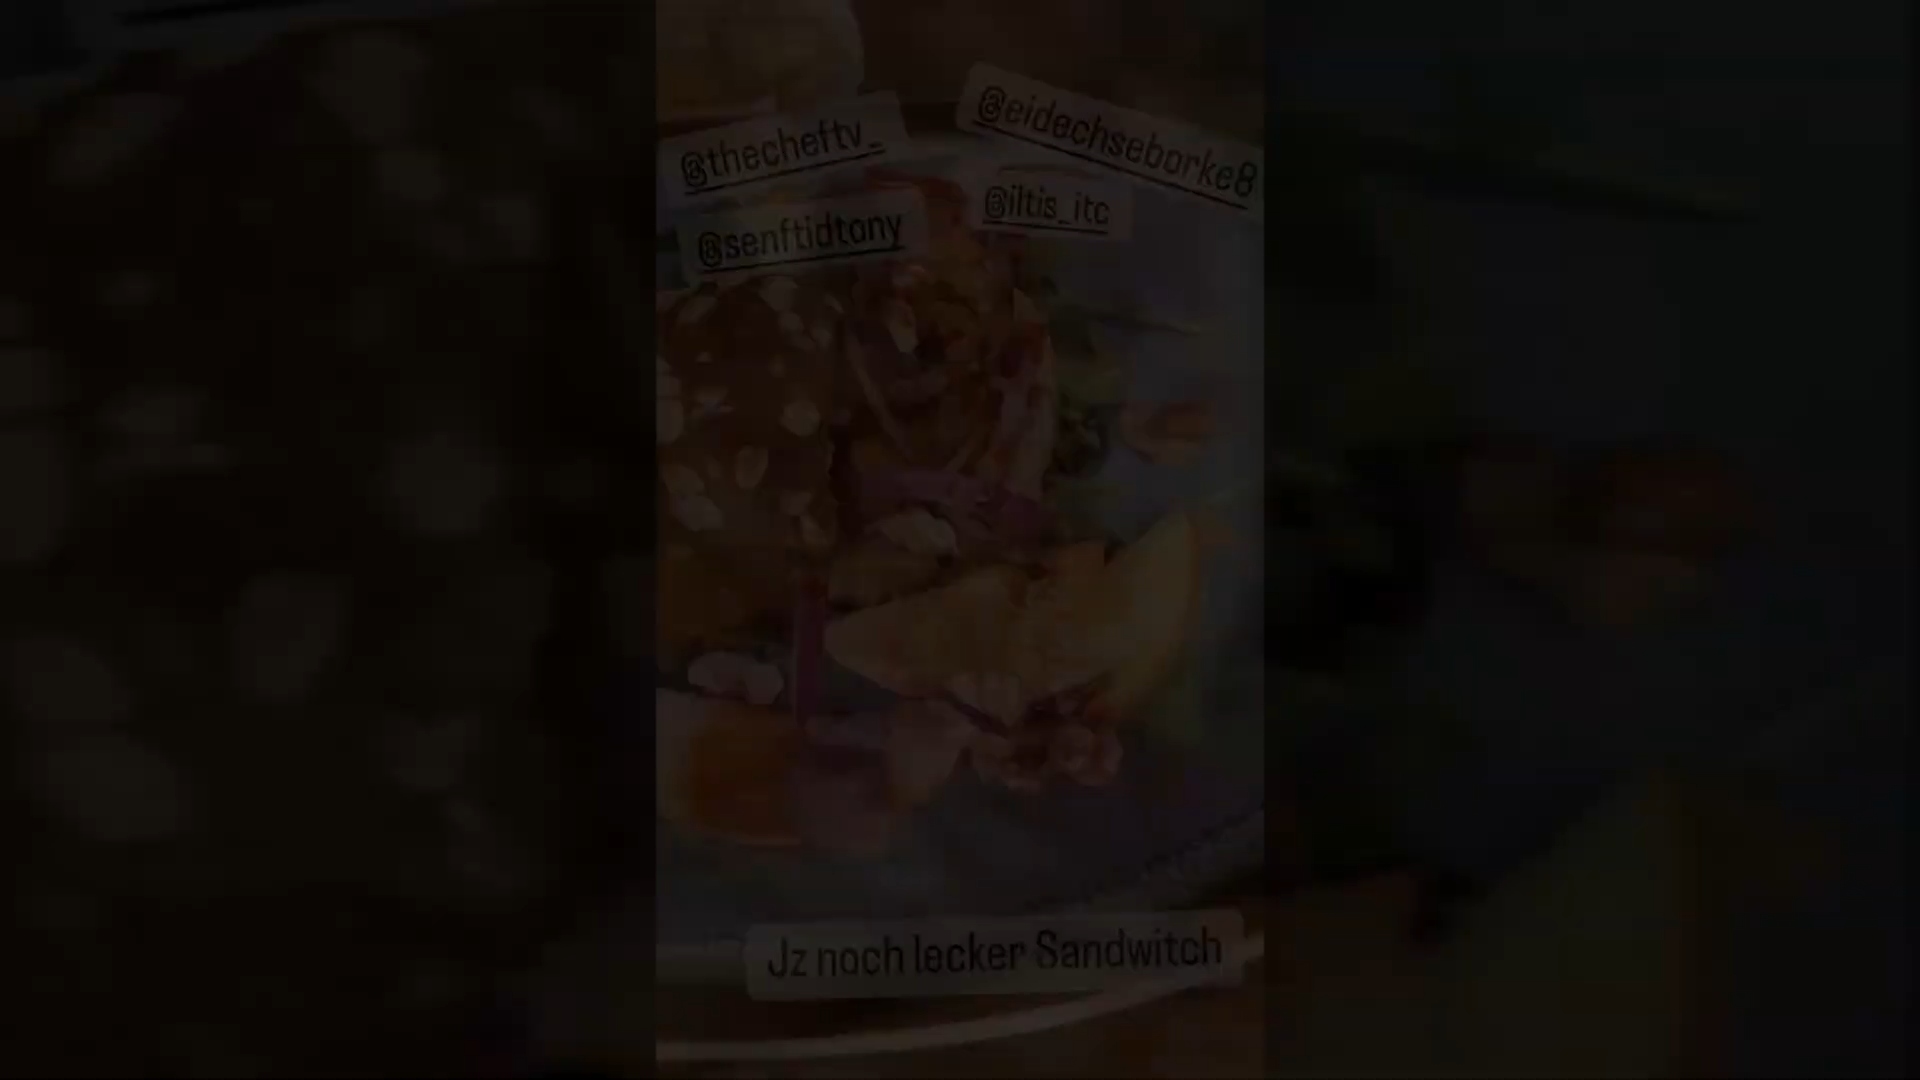 @thecheftv_
@eidechseborke8
@senftidtony
@iltis_itc
Jz noch lecker Sandwitch